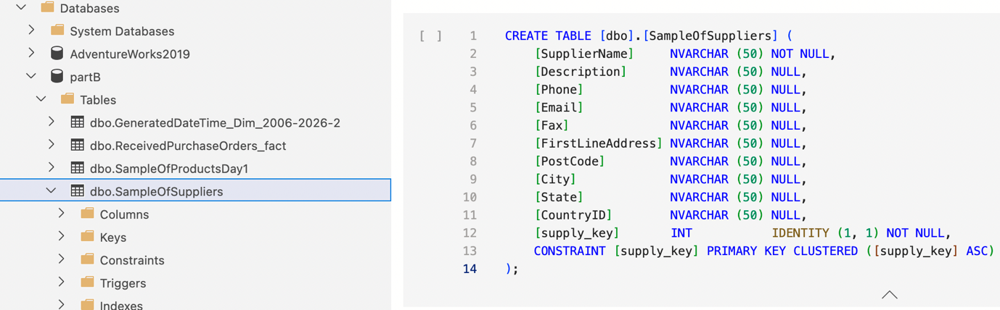 Databases
System Databases
AdventureWorks2019
partB
Tables
dbo.GeneratedDateTime_Dim_2006-2026-2
dbo.ReceivedPurchaseOrders_fact
dbo.SampleOfProductsDay1
dbo.SampleOfSuppliers
Columns
Keys
Constraints
Triggers
Indexes
[ ] 1 CREATE TABLE [dbo].[SampleOfSuppliers] (
2 [SupplierName] NVARCHAR (50) NOT NULL,
3 [Description] NVARCHAR (50) NULL,
4 [Phone] NVARCHAR (50) NULL,
5 [Email] NVARCHAR (50) NULL,
6 [Fax] NVARCHAR (50) NULL,
7 [FirstLineAddress] NVARCHAR (50) NULL,
8 [PostCode] NVARCHAR (50) NULL,
9 [City] NVARCHAR (50) NULL,
10 [State] NVARCHAR (50) NULL,
11 [CountryID] NVARCHAR (50) NULL,
12 [supply_key] INT IDENTITY (1, 1) NOT NULL,
13 CONSTRAINT [supply_key] PRIMARY KEY CLUSTERED ([supply_key] ASC)
14 );